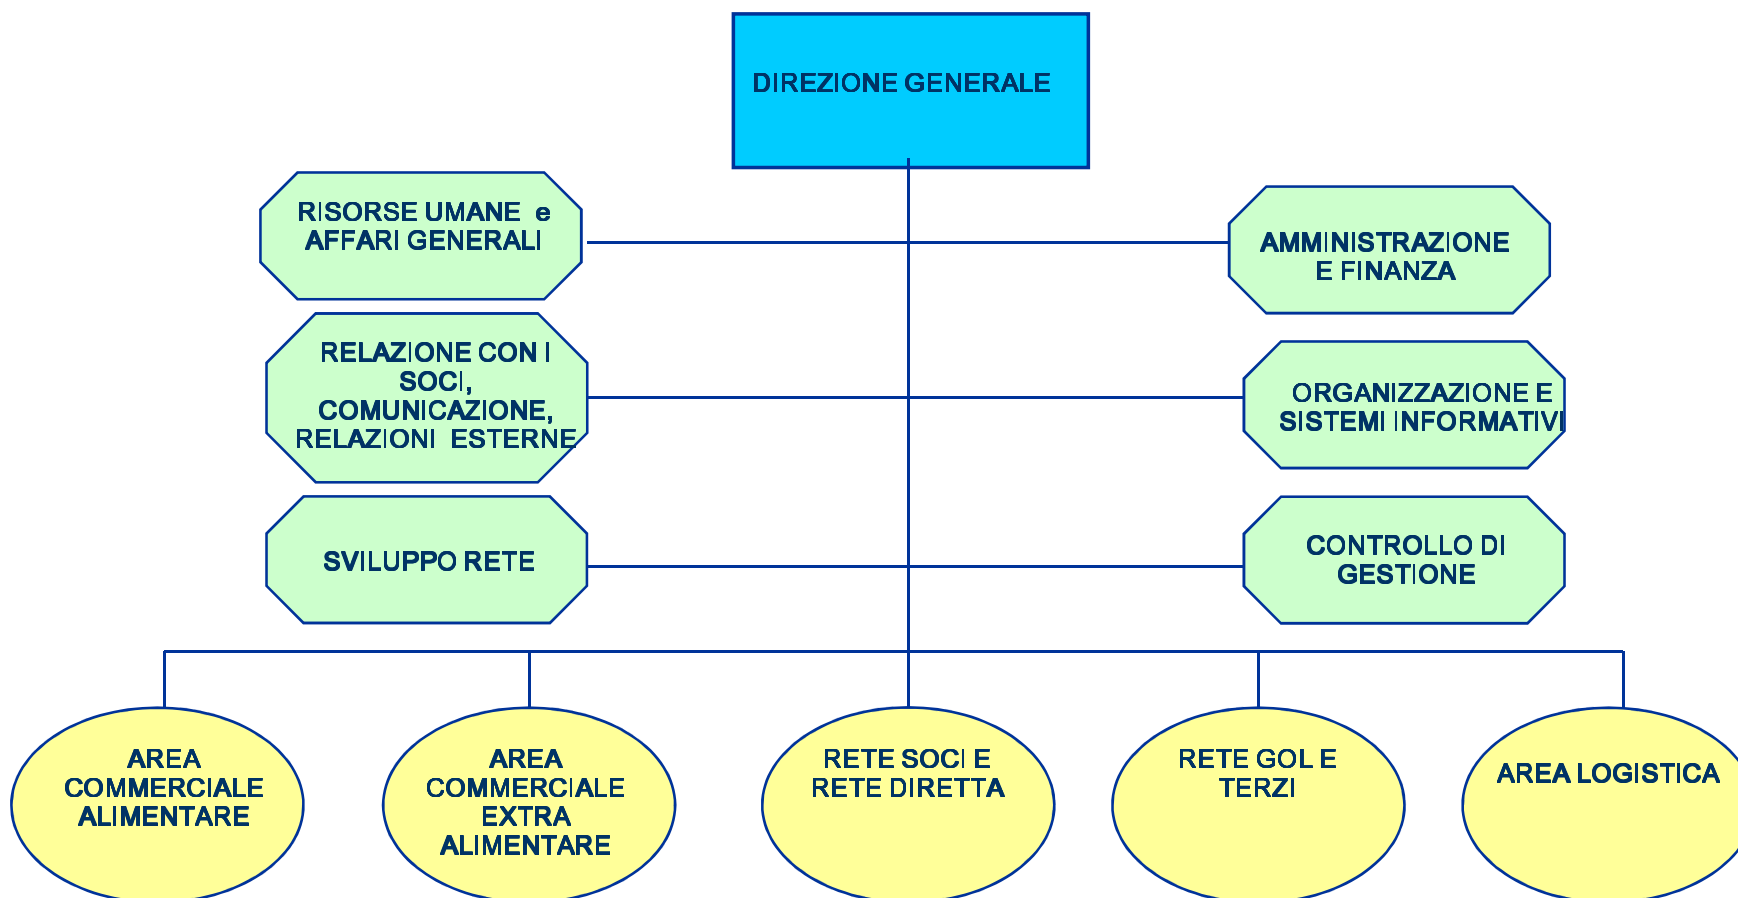 DIREZIONE GENERALE
RISORSE UMANE e
AFFARI GENERALI
AMMINISTRAZIONE
E FINANZA
RELAZIONE CON I
SOCI,
COMUNICAZIONE,
RELAZIONI ESTERNE
ORGANIZZAZIONE E
SISTEMI INFORMATIVI
SVILUPPO RETE
CONTROLLO DI
GESTIONE
AREA
COMMERCIALE
ALIMENTARE
AREA
COMMERCIALE
EXTRA
ALIMENTARE
RETE SOCI E
RETE DIRETTA
RETE GOL E
TERZI
AREA LOGISTICA